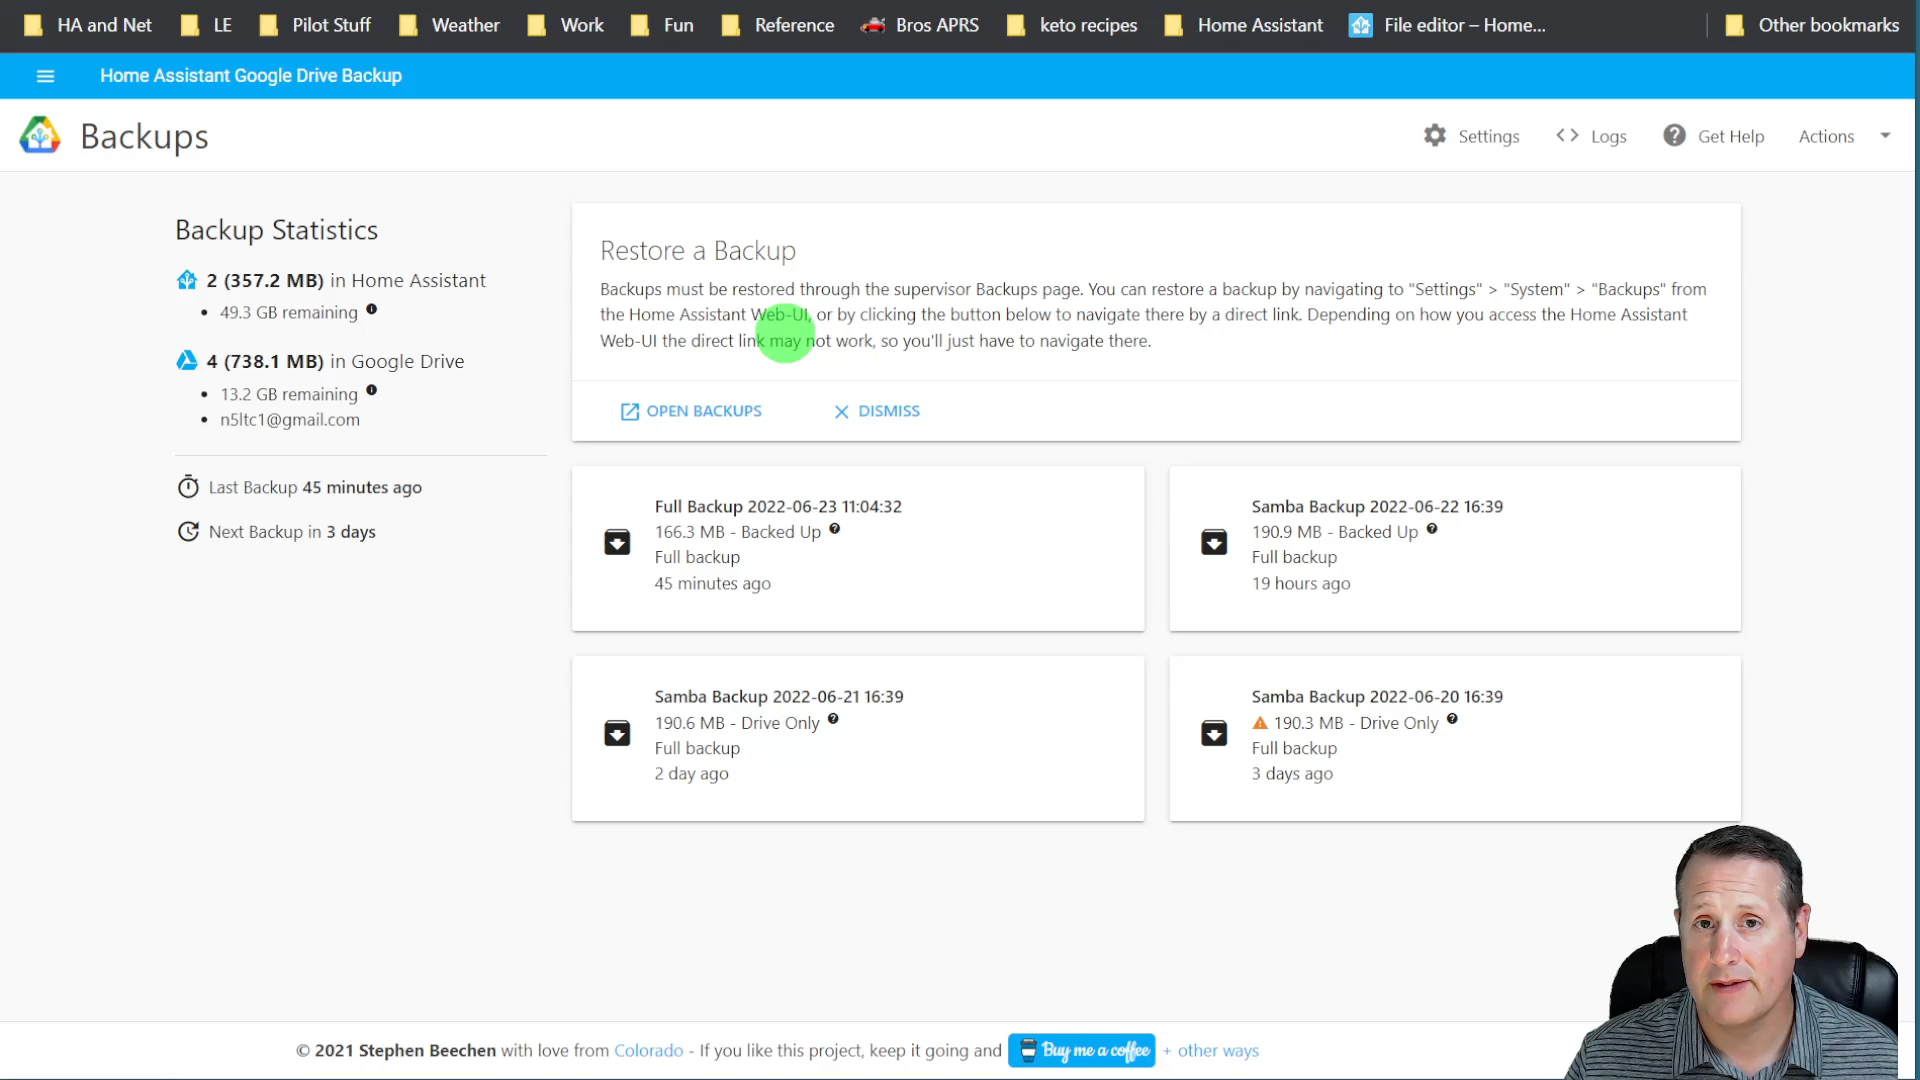 HA and Net LE Pilot Stuff Weather Work Fun Reference Bros APRS keto recipes Home Assistant File editor – Home... Other bookmarks
Home Assistant Google Drive Backup
Backups Settings Logs Get Help Actions
Backup Statistics
2 (357.2 MB) in Home Assistant
• 49.3 GB remaining
4 (738.1 MB) in Google Drive
• 13.2 GB remaining
• n5ltc1@gmail.com
Last Backup 45 minutes ago
Next Backup in 3 days
Restore a Backup
Backups must be restored through the supervisor Backups page. You can restore a backup by navigating to "Settings" > "System" > "Backups" from
the Home Assistant Web-UI, or by clicking the button below to navigate there by a direct link. Depending on how you access the Home Assistant
Web-UI the direct link may not work, so you'll just have to navigate there.
OPEN BACKUPS DISMISS
Full Backup 2022-06-23 11:04:32
166.3 MB - Backed Up
Full backup
45 minutes ago
Samba Backup 2022-06-22 16:39
190.9 MB - Backed Up
Full backup
19 hours ago
Samba Backup 2022-06-21 16:39
190.6 MB - Drive Only
Full backup
2 day ago
Samba Backup 2022-06-20 16:39
190.3 MB - Drive Only
Full backup
3 days ago
© 2021 Stephen Beechen with love from Colorado - If you like this project, keep it going and Buy me a coffee + other ways